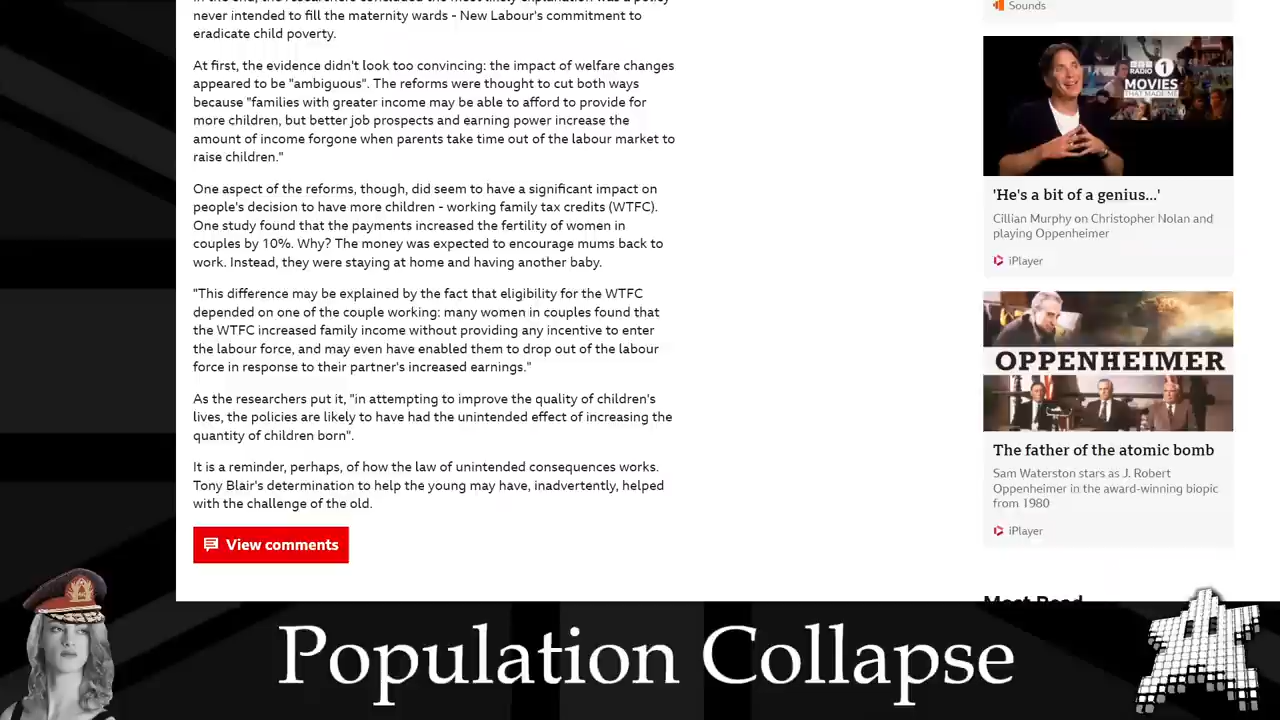 never intended to fill the maternity wards - New Labour's commitment to
eradicate child poverty.
At first, the evidence didn't look too convincing: the impact of welfare changes
appeared to be "ambiguous". The reforms were thought to cut both ways
because "families with greater income may be able to afford to provide for
more children, but better job prospects and earning power increase the
amount of income forgone when parents take time out of the labour market to
raise children."
One aspect of the reforms, though, did seem to have a significant impact on
people's decision to have more children - working family tax credits (WTFC).
One study found that the payments increased the fertility of women in
couples by 10%. Why? The money was expected to encourage mums back to
work. Instead, they were staying at home and having another baby.
"This difference may be explained by the fact that eligibility for the WTFC
depended on one of the couple working: many women in couples found that
the WTFC increased family income without providing any incentive to enter
the labour force, and may even have enabled them to drop out of the labour
force in response to their partner's increased earnings."
As the researchers put it, "in attempting to improve the quality of children's
lives, the policies are likely to have had the unintended effect of increasing the
quantity of children born".
It is a reminder, perhaps, of how the law of unintended consequences works.
Tony Blair's determination to help the young may have, inadvertently, helped
with the challenge of the old.
View comments
Sounds
BBC
RADIO 1
MOVIES
THAT MADE ME
'He's a bit of a genius...'
Cillian Murphy on Christopher Nolan and
playing Oppenheimer
iPlayer
OPPENHEIMER
The father of the atomic bomb
Sam Waterston stars as J. Robert
Oppenheimer in the award-winning biopic
from 1980
iPlayer
Most Read
Population Collapse